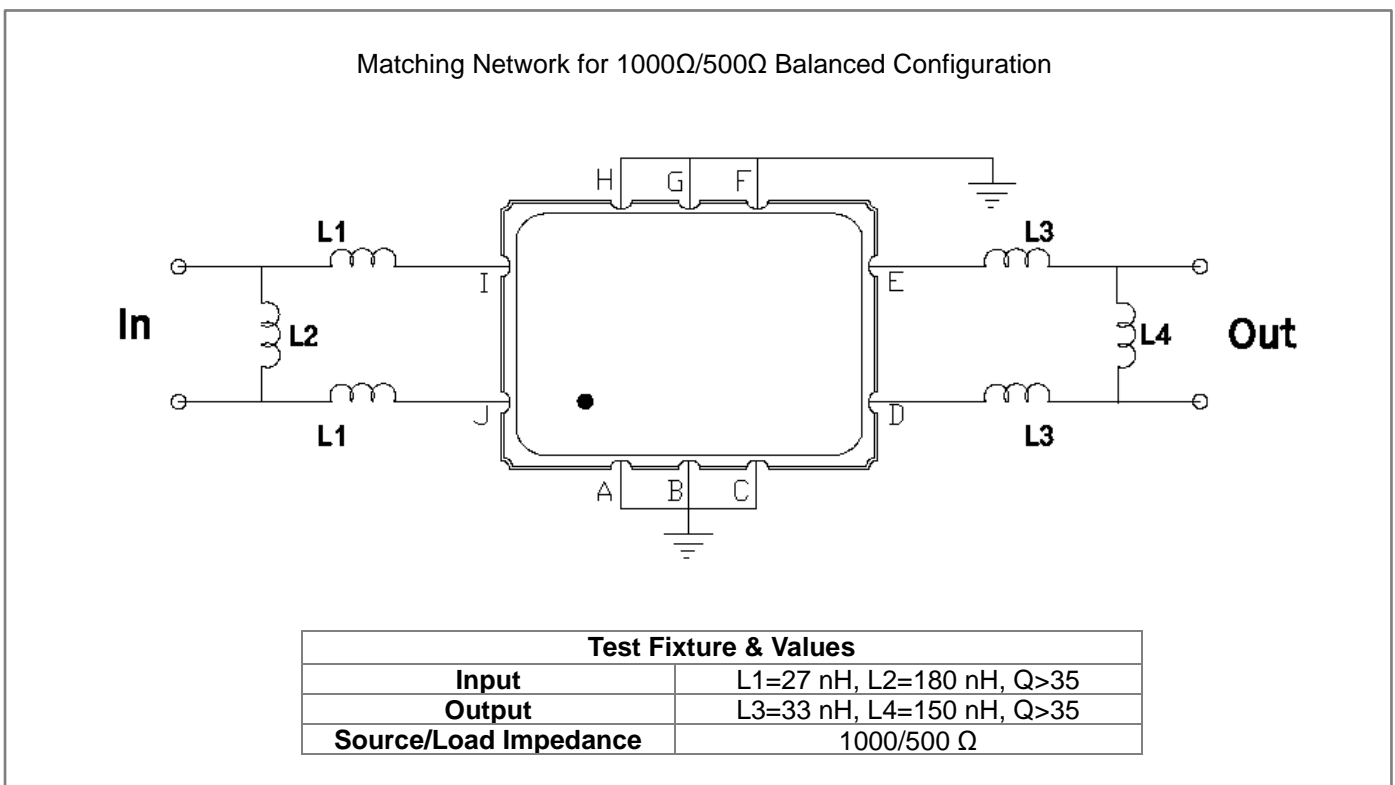 Matching Network for 1000Ω/500Ω Balanced Configuration
H G F
L1 L3
I E
In L2 L4 Out
J D
L1 L3
A B C
Test Fixture & Values
Input L1=27 nH, L2=180 nH, Q>35
Output L3=33 nH, L4=150 nH, Q>35
Source/Load Impedance 1000/500 Ω